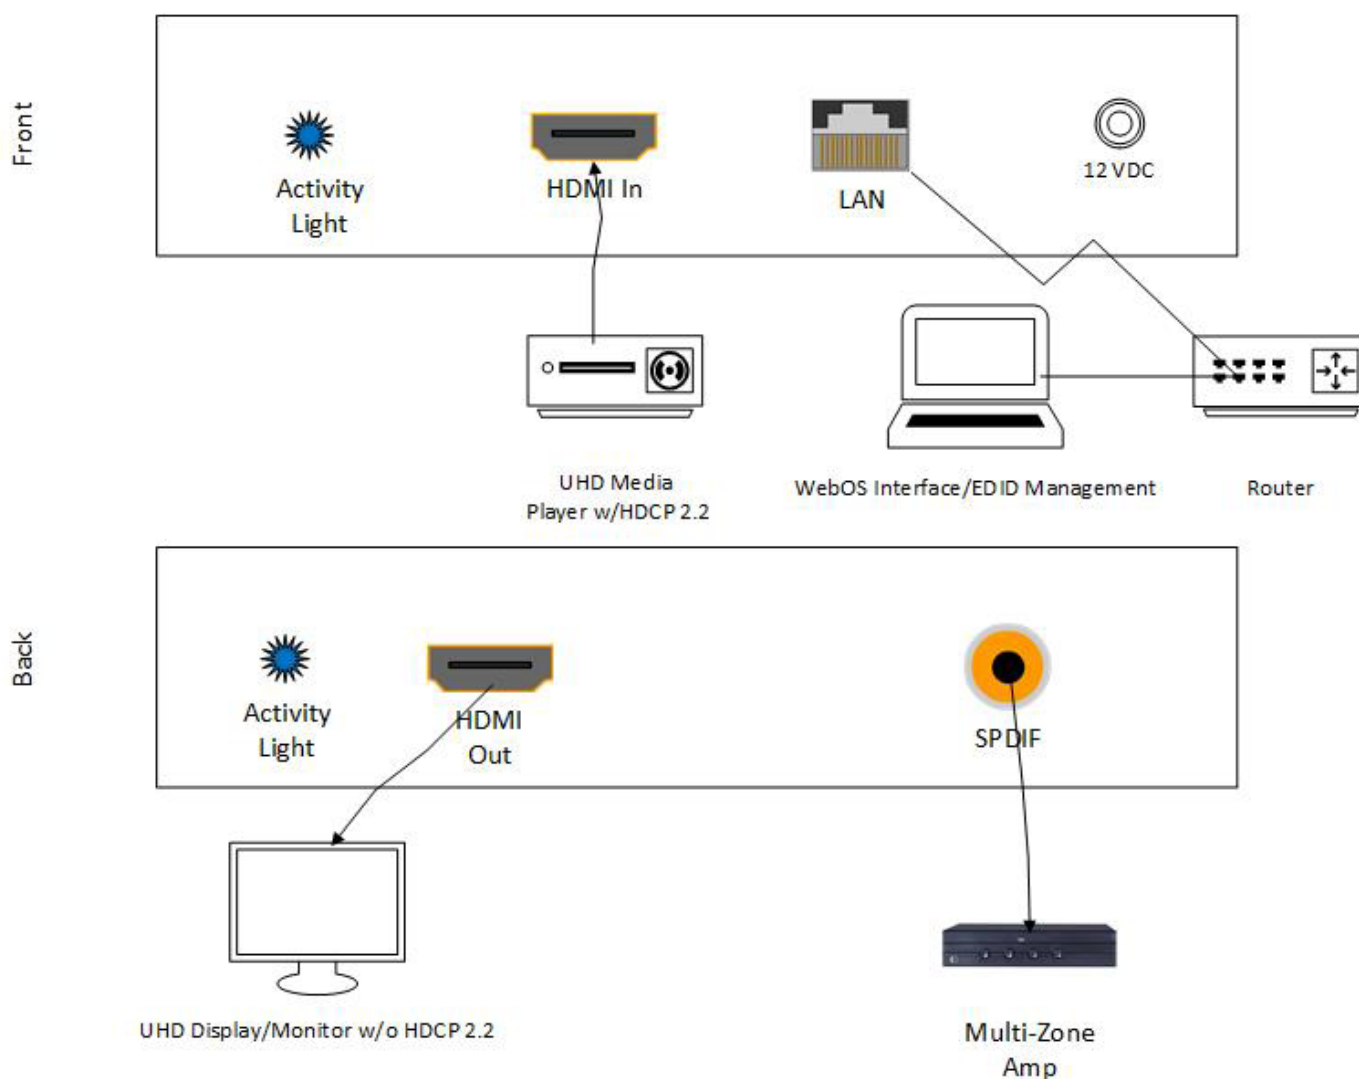 Front
Activity
Light
HDMI In
LAN
12 VDC
UHD Media
Player w/HDCP 2.2
WebOS Interface/EDID Management
Router
Back
Activity
Light
HDMI
Out
SPDIF
UHD Display/Monitor w/o HDCP 2.2
Multi-Zone
Amp